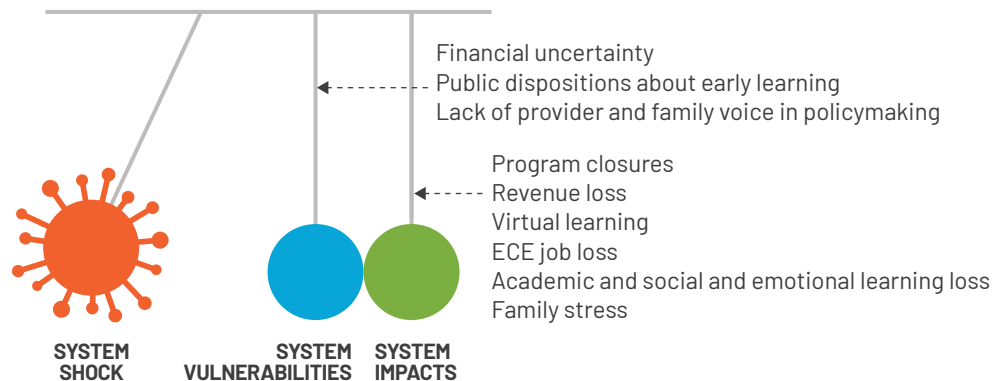 Financial uncertainty
Public dispositions about early learning
Lack of provider and family voice in policymaking
Program closures
Revenue loss
Virtual learning
ECE job loss
Academic and social and emotional learning loss
Family stress
SYSTEM
SHOCK
SYSTEM
VULNERABILITIES
SYSTEM
IMPACTS